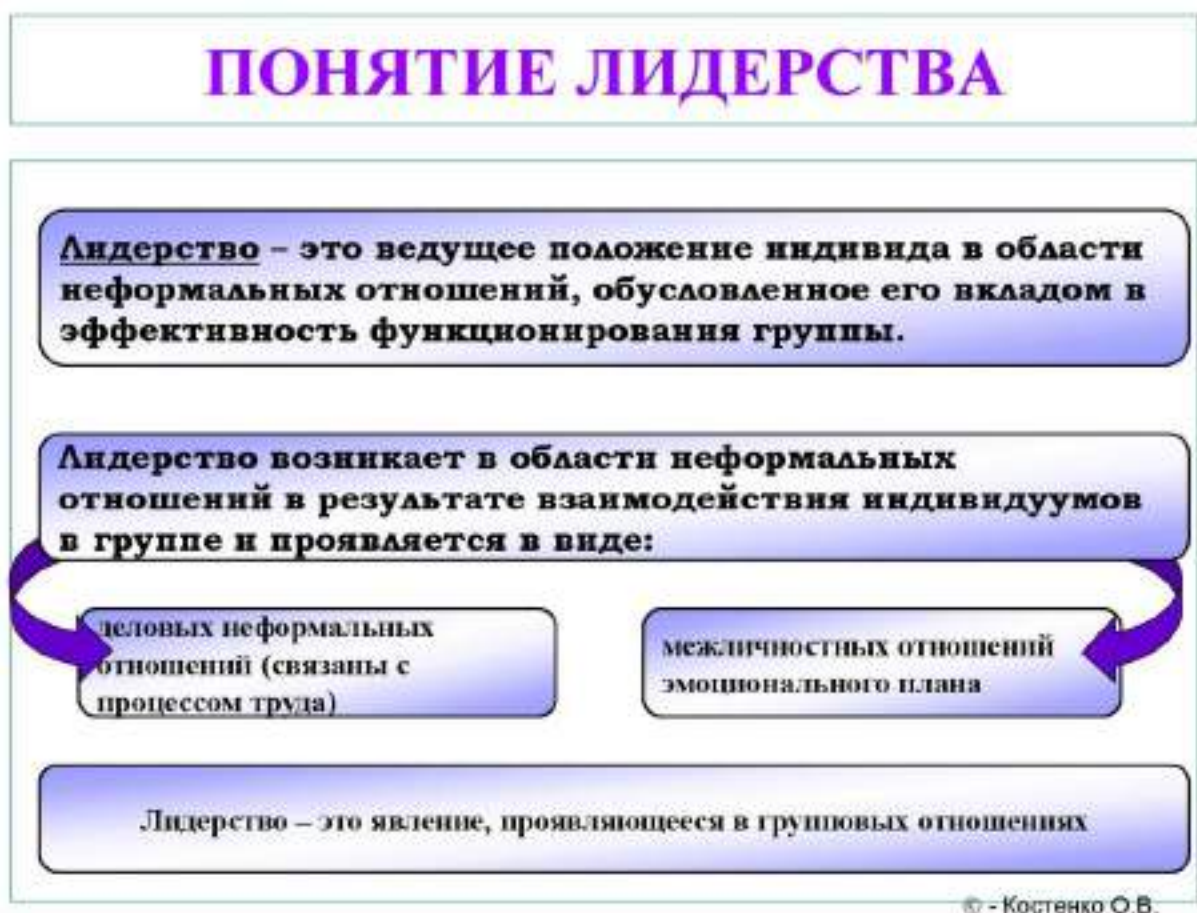 ПОНЯТИЕ ЛИДЕРСТВА
Лидерство – это ведущее положение индивида в области
неформальных отношений, обусловленное его вкладом в
эффективность функционирования группы.
Лидерство возникает в области неформальных
отношений в результате взаимодействия индивидуумов
в группе и проявляется в виде:
деловых неформальных
отношений (связаны с
процессом труда)
межличностных отношений
эмоционального плана
Лидерство – это явление, проявляющееся в групповых отношениях
© - Костенко О.В.